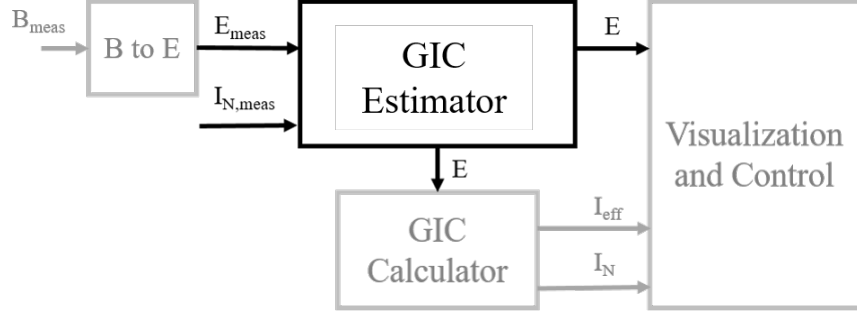 B_meas
B to E
E_meas
I_N,meas
GIC
Estimator
E
E
GIC
Calculator
I_eff
I_N
Visualization
and Control